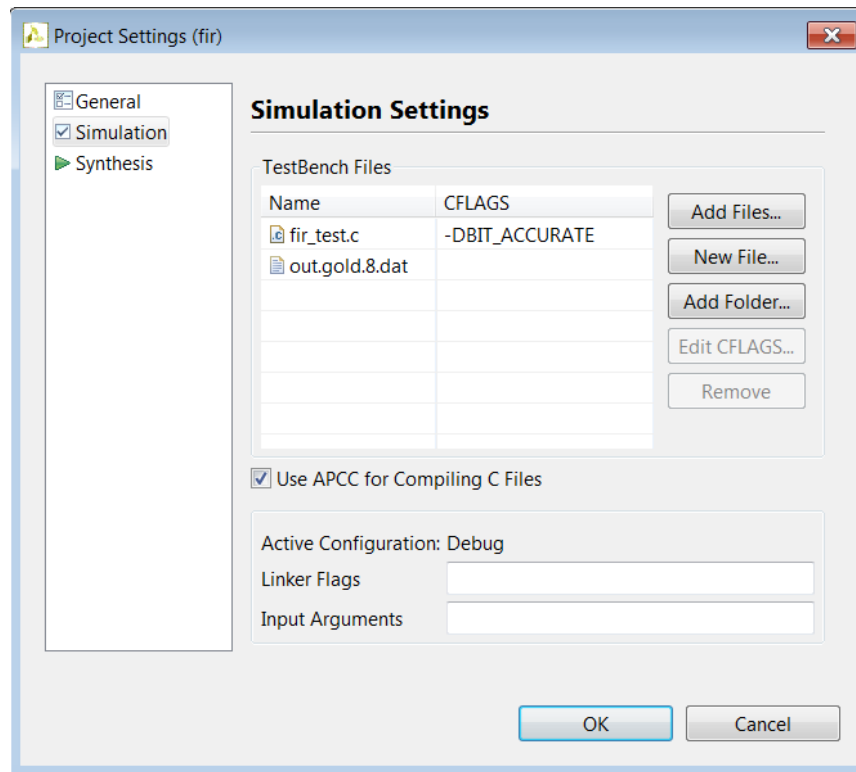 Project Settings (fir)
General
Simulation
Synthesis
Simulation Settings
TestBench Files
Name CFLAGS
fir_test.c -DBIT_ACCURATE
out.gold.8.dat
Add Files...
New File...
Add Folder...
Edit CFLAGS...
Remove
Use APCC for Compiling C Files
Active Configuration: Debug
Linker Flags
Input Arguments
OK Cancel